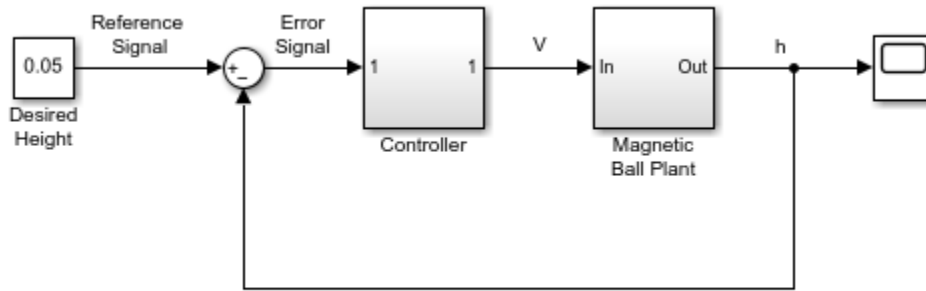 Reference
Signal
Error
Signal
V
h
0.05
+
−
1
1
In
Out
Desired
Height
Controller
Magnetic
Ball Plant